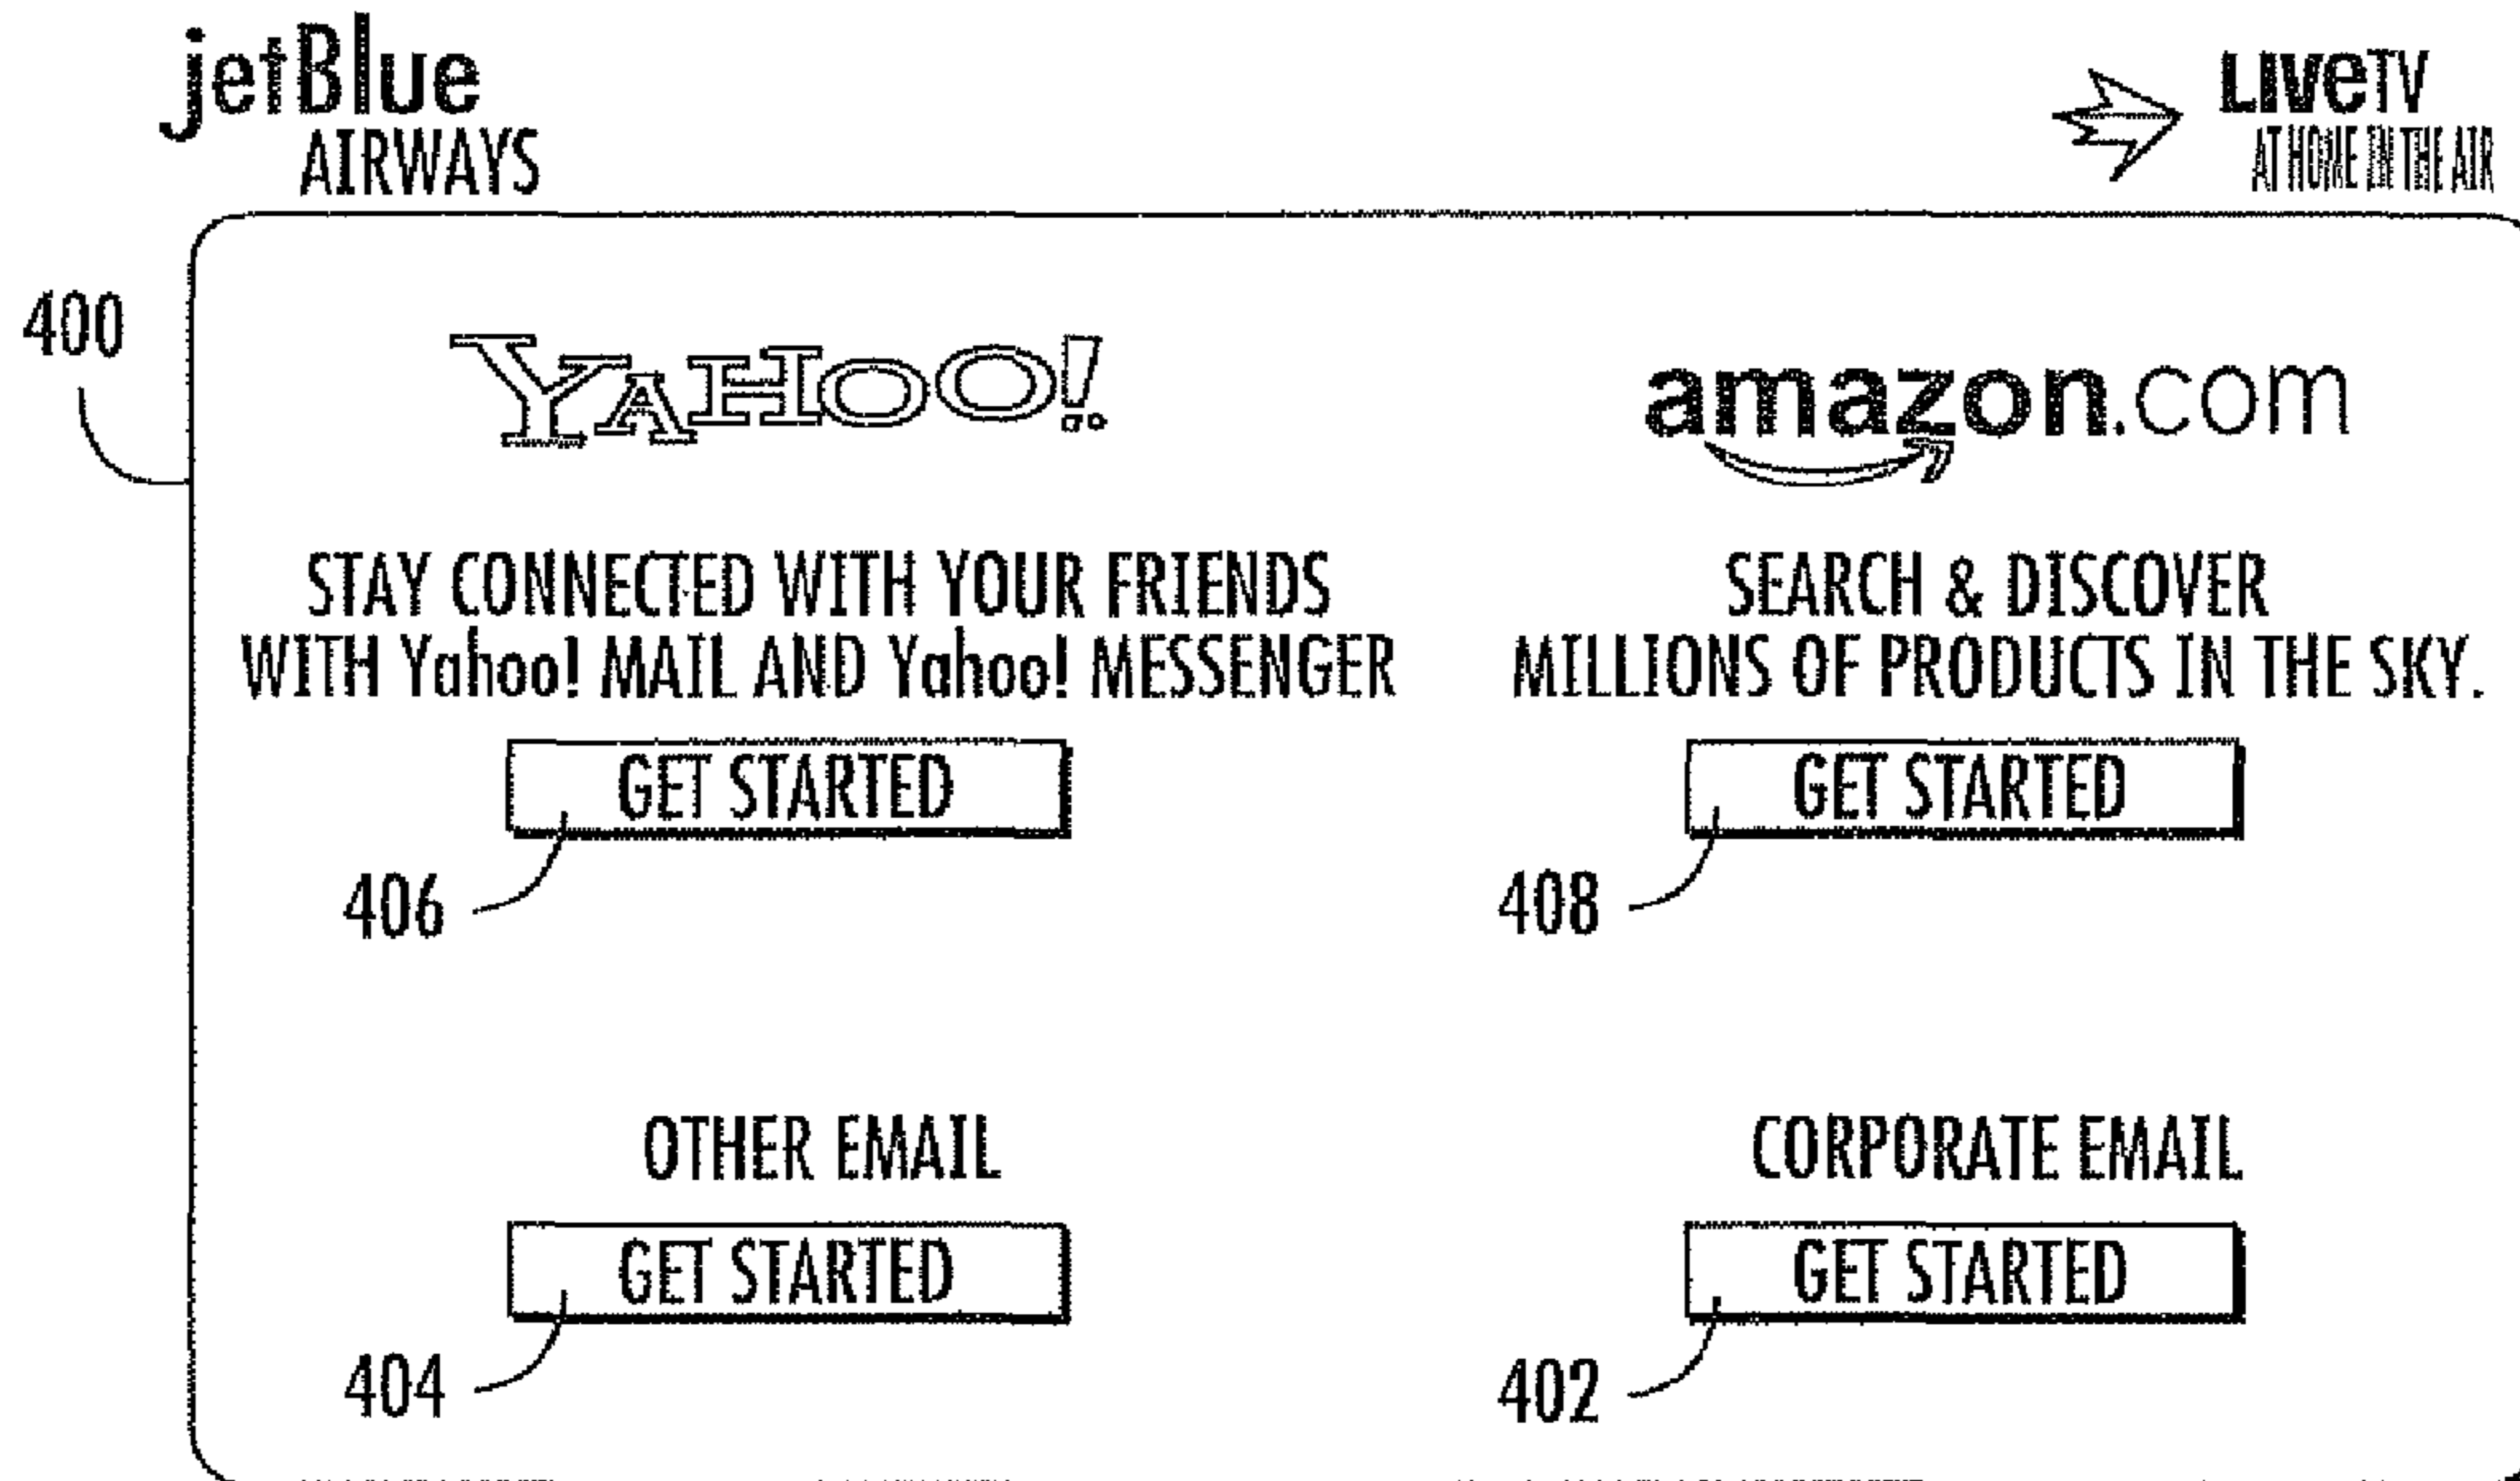 jetBlue
AIRWAYS
LiveTV
AT HOME IN THE AIR
400
YAHOO!
amazon.com
STAY CONNECTED WITH YOUR FRIENDS
WITH Yahoo! MAIL AND Yahoo! MESSENGER
SEARCH & DISCOVER
MILLIONS OF PRODUCTS IN THE SKY.
GET STARTED
GET STARTED
406
408
OTHER EMAIL
CORPORATE EMAIL
GET STARTED
GET STARTED
404
402